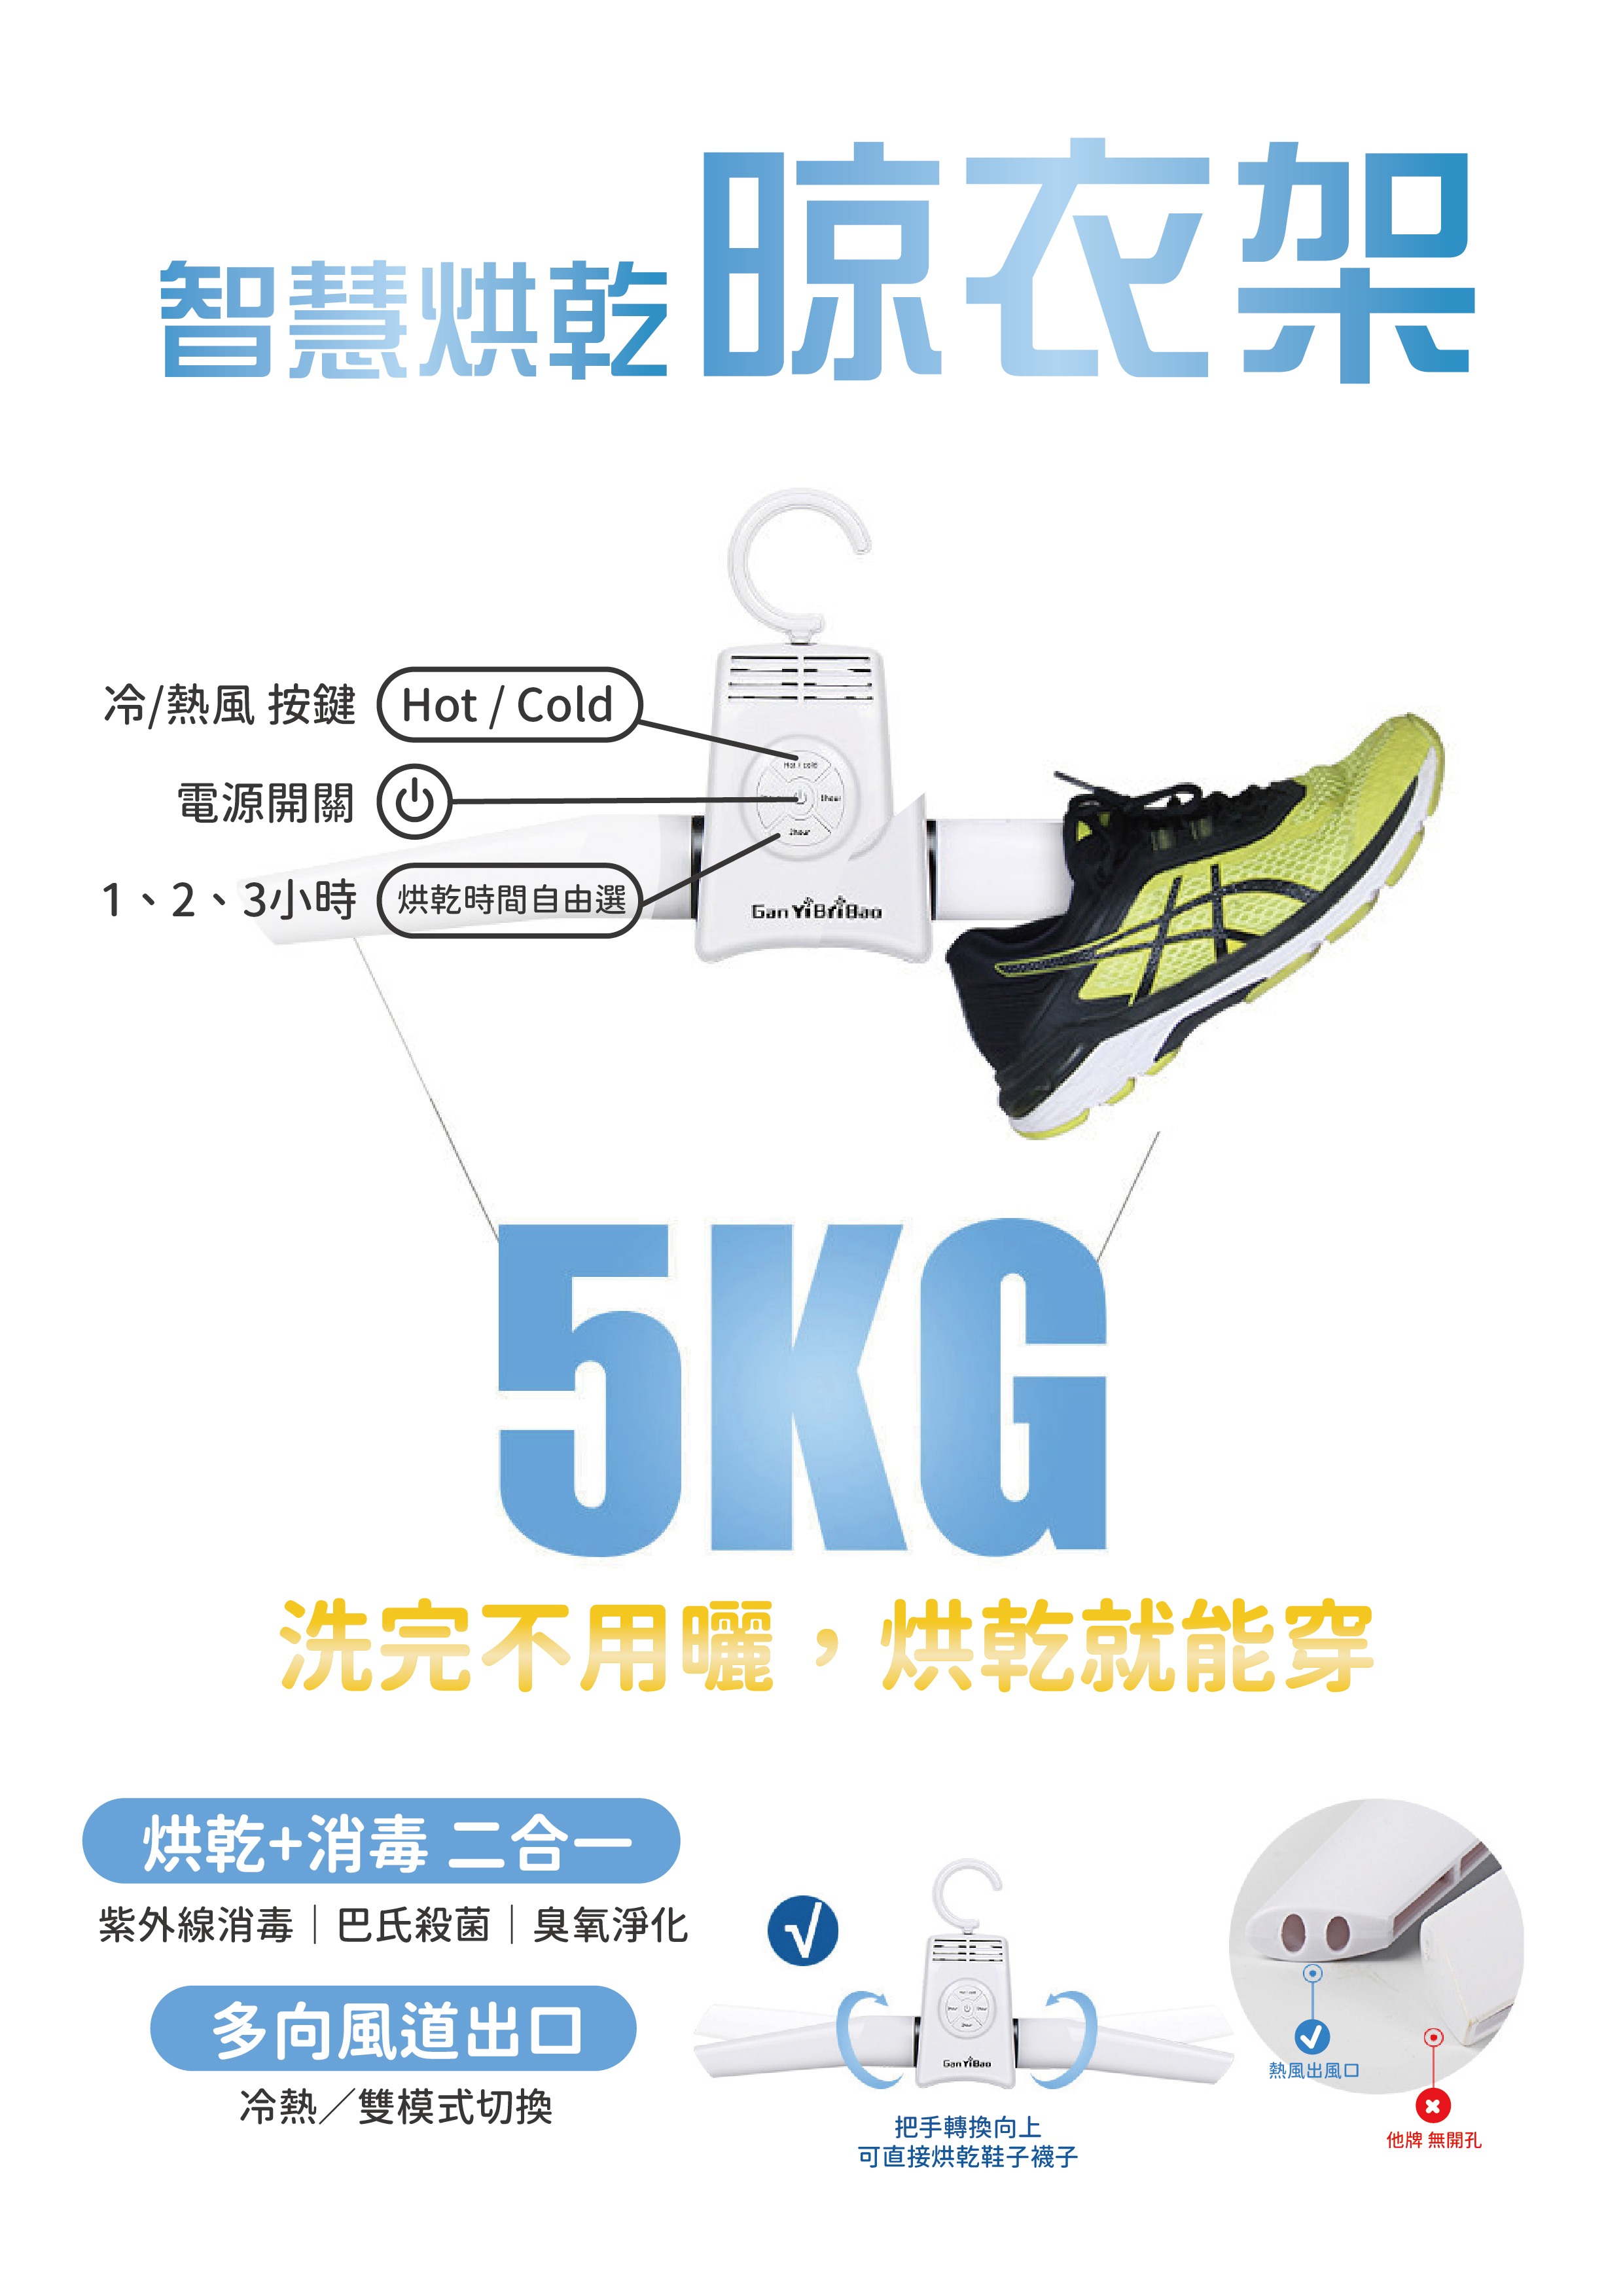 智慧烘乾晾衣架
冷/熱風 按鍵 Hot / Cold
電源開關
1、2、3小時 烘乾時間自由選
Hot / cold
3hour
2hour
5KG
洗完不用曬，烘乾就能穿
烘乾+消毒 二合一
紫外線消毒｜巴氏殺菌｜臭氧淨化
多向風道出口
冷熱／雙模式切換
GanYiBao
把手轉換向上
可直接烘乾鞋子襪子
熱風出風口
他牌 無開孔